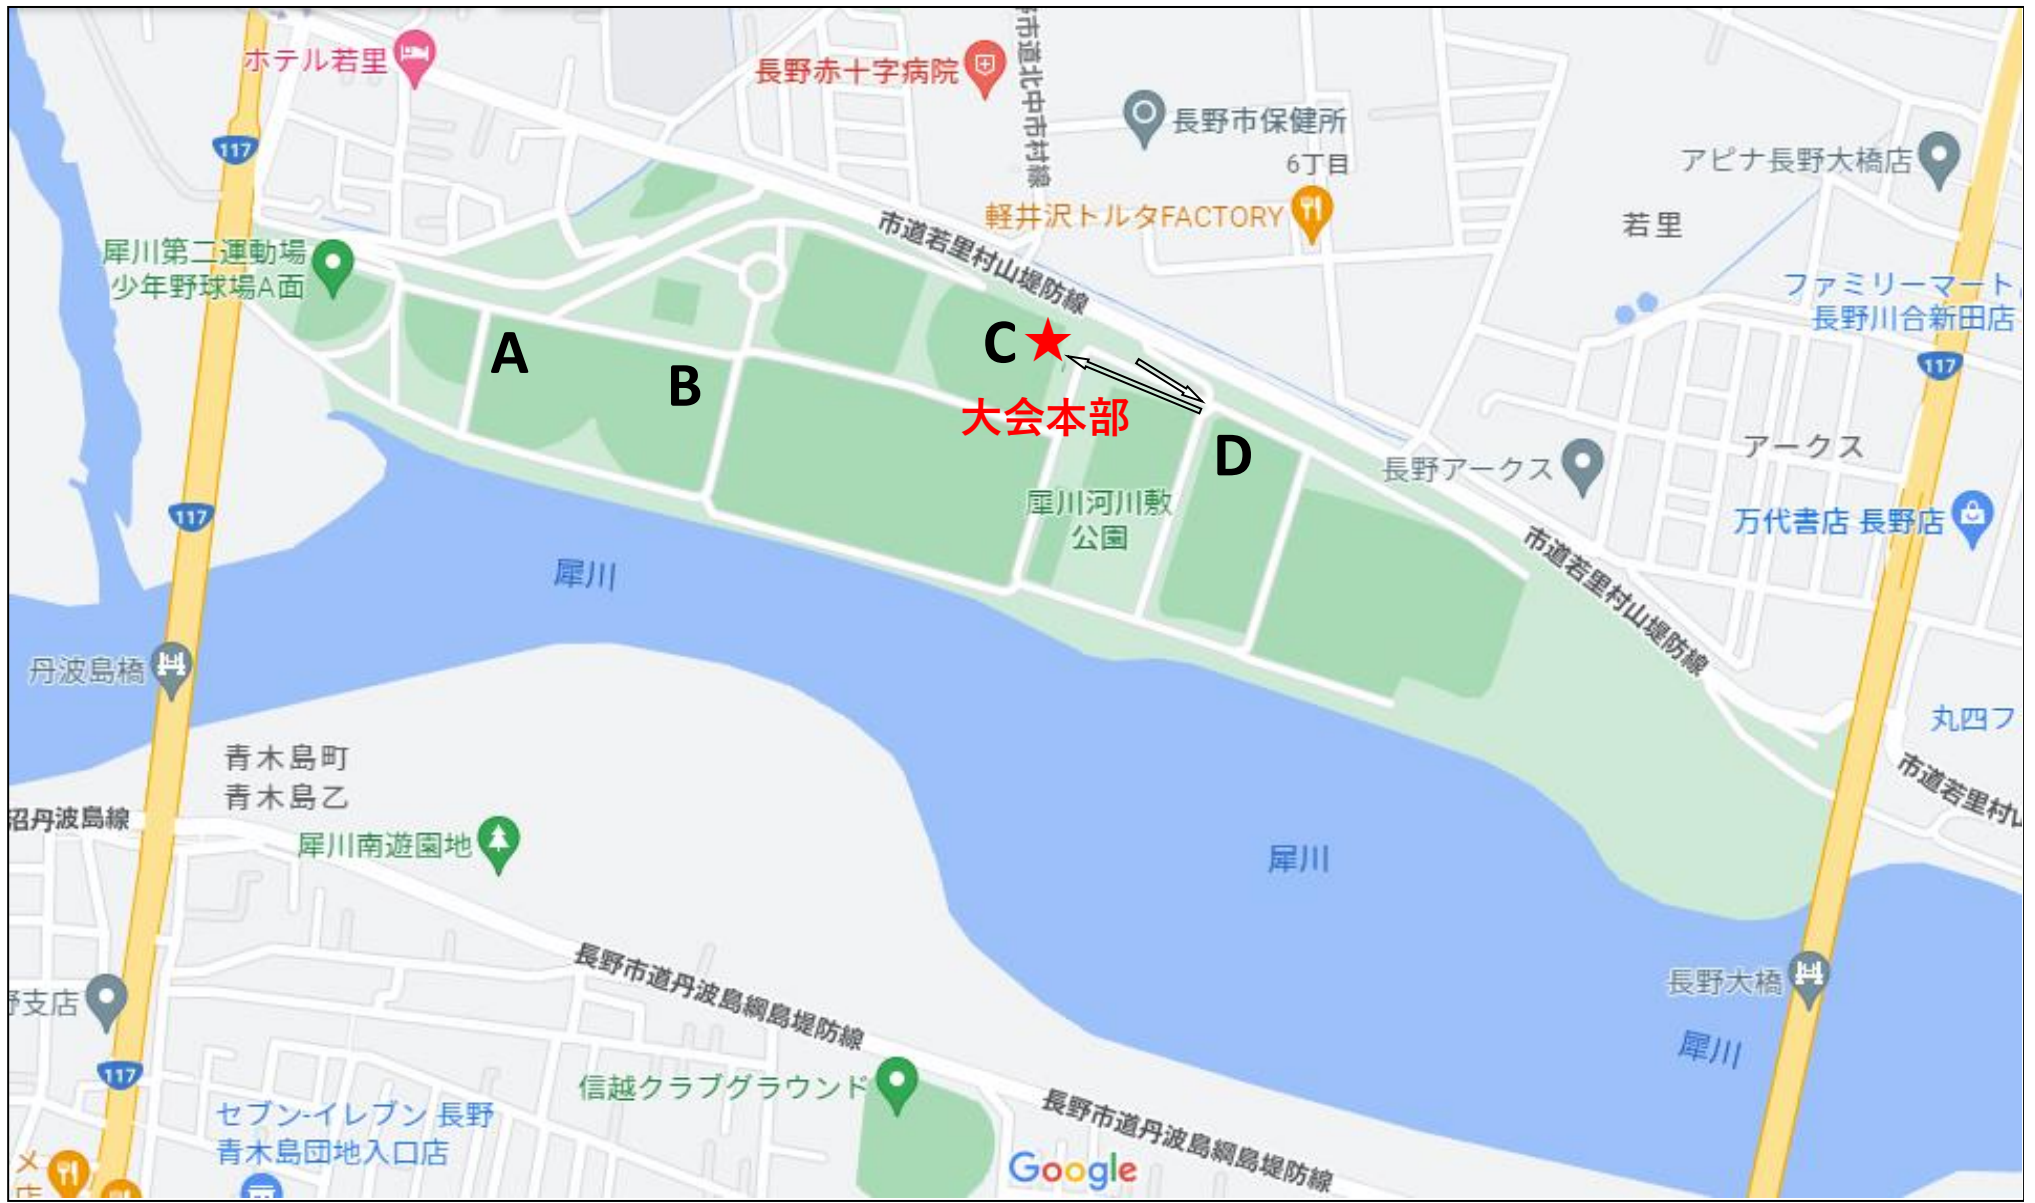 ホテル若里
長野赤十字病院
市道北中市村線
長野市保健所
6丁目
アピナ長野大橋店
117
軽井沢トルタFACTORY
市道若里村山堤防線
若里
犀川第二運動場
少年野球場A面
ファミリーマート
長野川合新田店
A
B
C
大会本部
D
117
長野アークス
アークス
犀川河川敷
公園
万代書店 長野店
117
犀川
市道若里村山堤防線
丹波島橋
丸四フ
青木島町
青木島乙
市道若里村山
沼丹波島線
犀川南遊園地
犀川
長野市道丹波島綱島堤防線
長野大橋
野支店
犀川
117
信越クラブグラウンド
セブン-イレブン 長野
青木島団地入口店
長野市道丹波島綱島堤防線
メ
店
Google